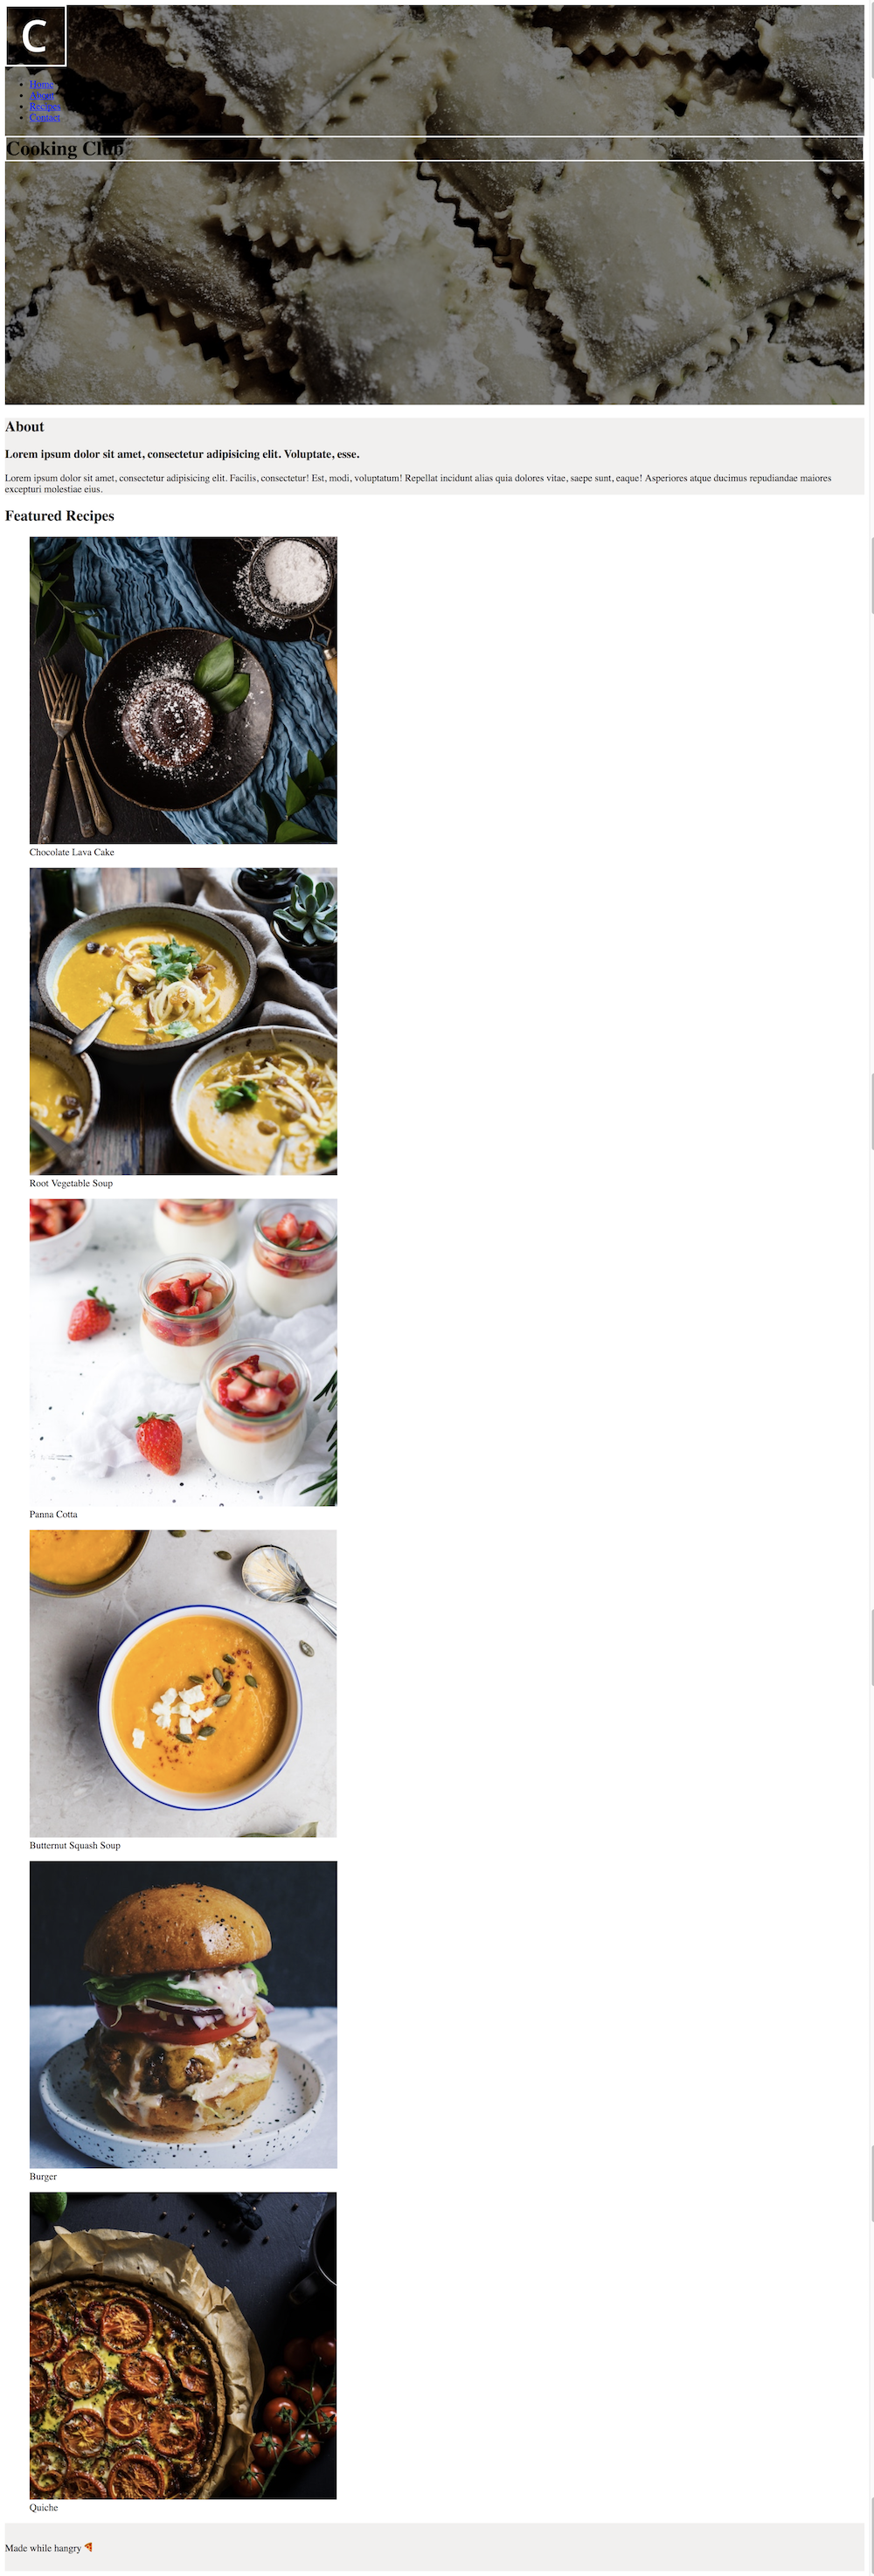 C
Home
About
Recipes
Contact
Cooking Club
About
Lorem ipsum dolor sit amet, consectetur adipisicing elit. Voluptate, esse.
Lorem ipsum dolor sit amet, consectetur adipisicing elit. Facilis, consectetur! Est, modi, voluptatum! Repellat incidunt alias quia dolores vitae, saepe sunt, eaque! Asperiores atque ducimus repudiandae maiores
excepturi molestiae eius.
Featured Recipes
Chocolate Lava Cake
Root Vegetable Soup
Panna Cotta
Butternut Squash Soup
Burger
Quiche
Made while hangry 🍕